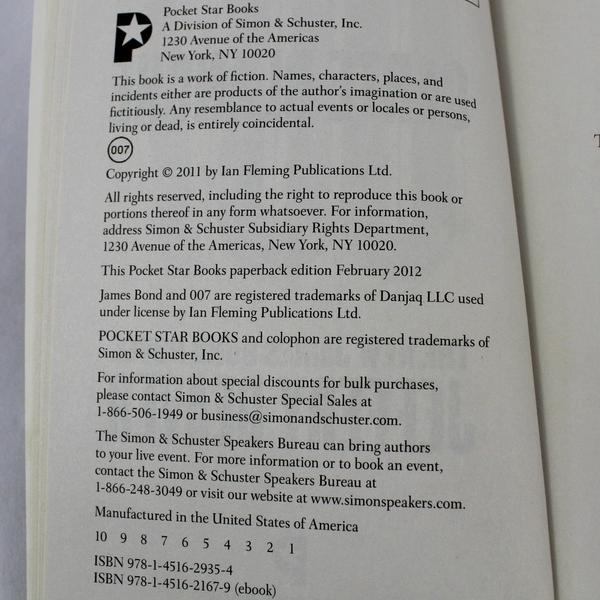 Pocket Star Books
A Division of Simon & Schuster, Inc.
1230 Avenue of the Americas
New York, NY 10020
This book is a work of fiction. Names, characters, places, and
incidents either are products of the author's imagination or are used
fictitiously. Any resemblance to actual events or locales or persons,
living or dead, is entirely coincidental.
007
Copyright © 2011 by Ian Fleming Publications Ltd.
All rights reserved, including the right to reproduce this book or
portions thereof in any form whatsoever. For information,
address Simon & Schuster Subsidiary Rights Department,
1230 Avenue of the Americas, New York, NY 10020.
This Pocket Star Books paperback edition February 2012
James Bond and 007 are registered trademarks of Danjaq LLC used
under license by Ian Fleming Publications Ltd.
POCKET STAR BOOKS and colophon are registered trademarks of
Simon & Schuster, Inc.
For information about special discounts for bulk purchases,
please contact Simon & Schuster Special Sales at
1-866-506-1949 or business@simonandschuster.com.
The Simon & Schuster Speakers Bureau can bring authors
to your live event. For more information or to book an event,
contact the Simon & Schuster Speakers Bureau at
1-866-248-3049 or visit our website at www.simonspeakers.com.
Manufactured in the United States of America
10 9 8 7 6 5 4 3 2 1
ISBN 978-1-4516-2935-4
ISBN 978-1-4516-2167-9 (ebook)